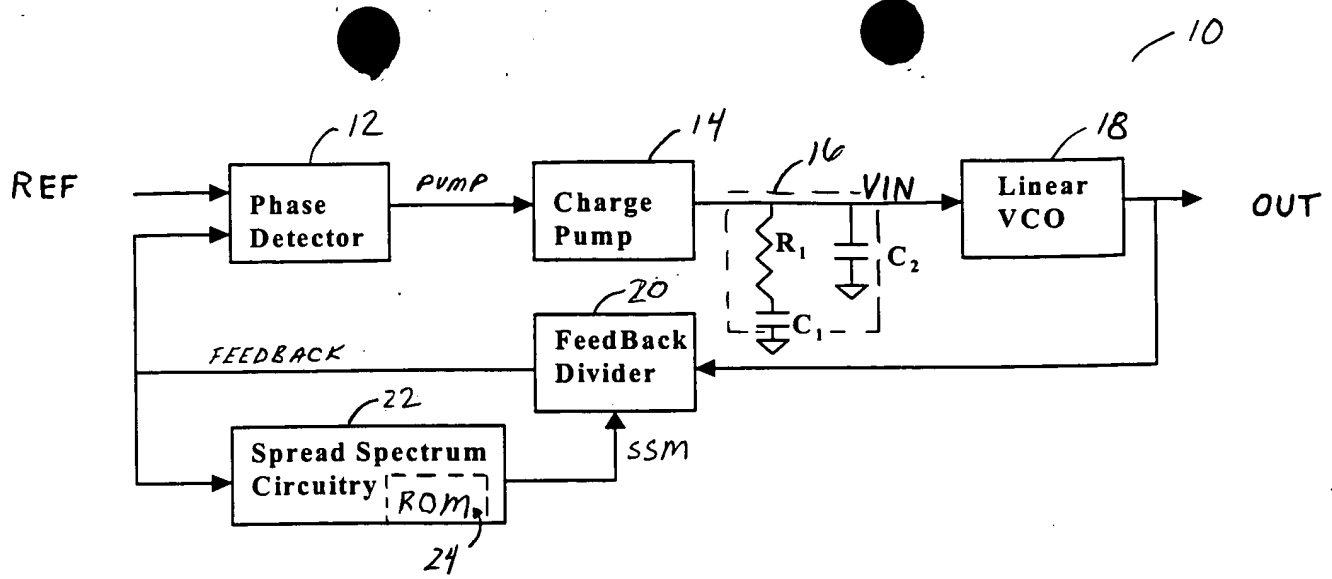 10
12
14
16
18
REF
PUMP
VIN
OUT
Phase
Detector
Charge
Pump
Linear
VCO
R1
C2
C1
20
FeedBack
Divider
FEEDBACK
22
SSM
Spread Spectrum
Circuitry
ROM
24